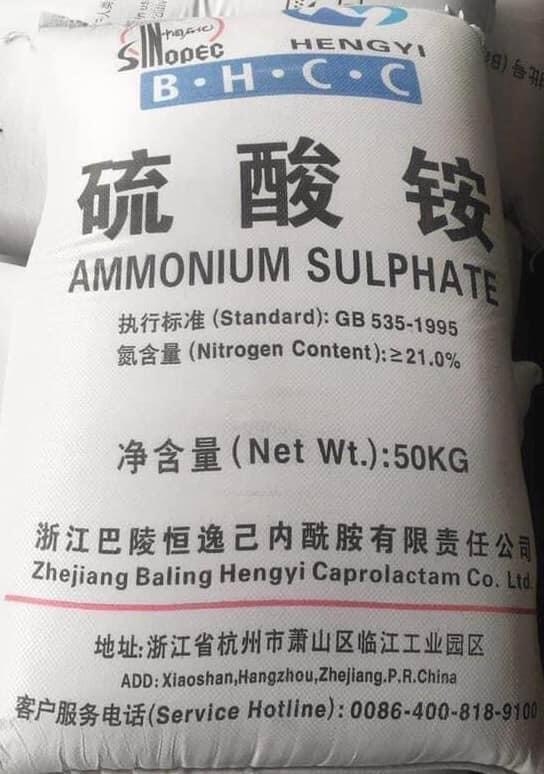 中国石化
SINOPEC
HENGYI
B·H·C·C
硫酸铵
AMMONIUM SULPHATE
执行标准 (Standard): GB 535-1995
氮含量 (Nitrogen Content):≥21.0%
净含量 (Net Wt.):50KG
浙江巴陵恒逸己内酰胺有限责任公司
Zhejiang Baling Hengyi Caprolactam Co. Ltd.
地址:浙江省杭州市萧山区临江工业园区
ADD: Xiaoshan,Hangzhou,Zhejiang.P.R.China
客户服务电话(Service Hotline): 0086-400-818-9100